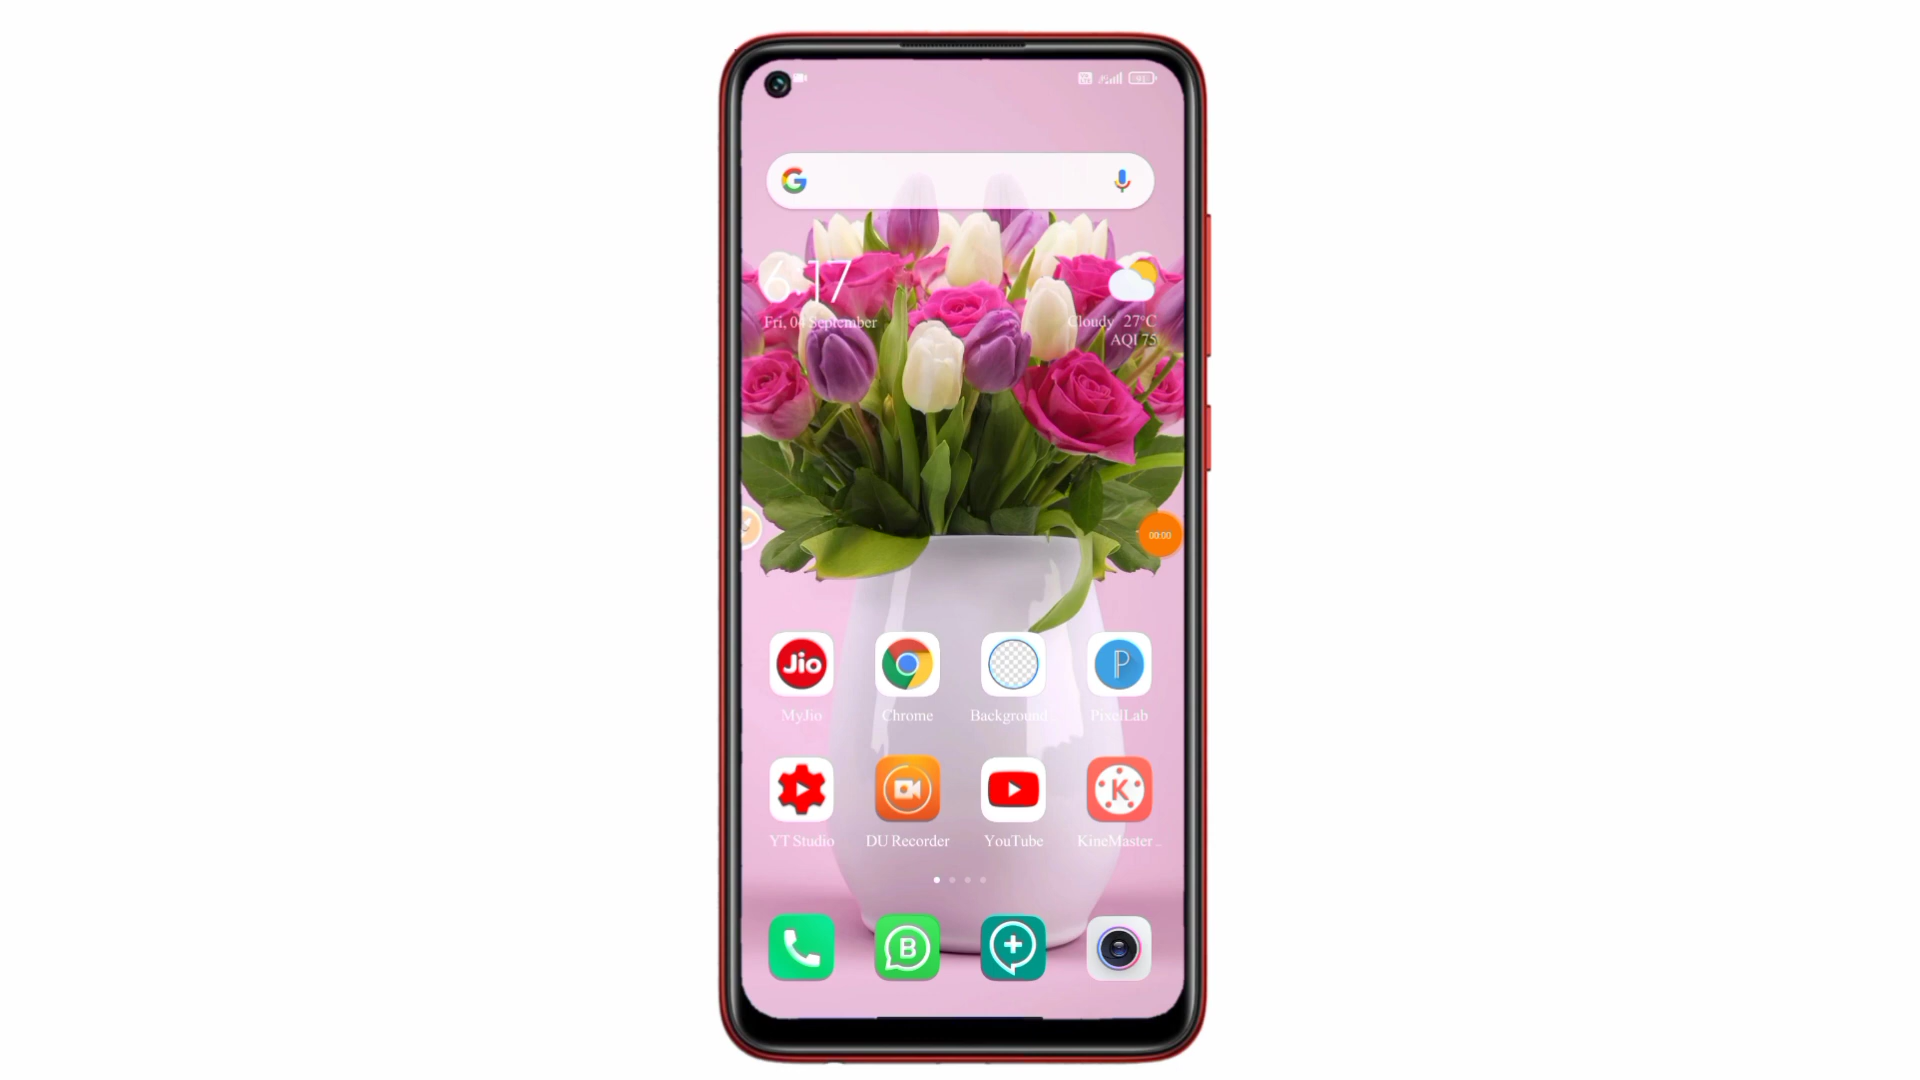 6:17
Fri, 04 September
Cloudy 27°C
AQI 75
00:00
Jio
P
MyJio
Chrome
Background
PixelLab
K
YT Studio
DU Recorder
YouTube
KineMaster ..
B